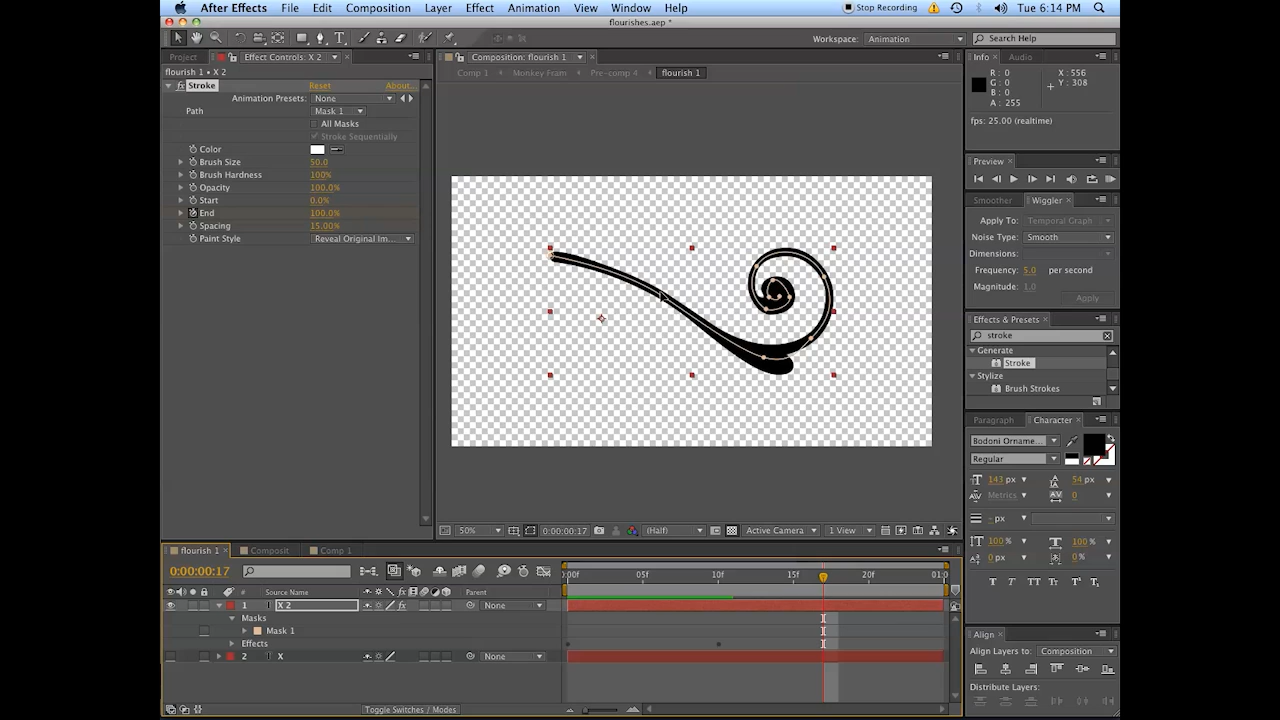 After Effects File Edit Composition Layer Effect Animation View Window Help Stop Recording Tue 6:14 PM
flourishes.aep *
Workspace: Animation Search Help
Project Effect Controls: X 2
Composition: flourish 1
Info Audio
flourish 1 • X 2
Comp 1 Monkey Fram Pre-comp 4 flourish 1
R: 0 X: 556
G: 0 Y: 308
B: 0
A: 255
fps: 25.00 (realtime)
fx Stroke Reset About...
Animation Presets: None
Path Mask 1
All Masks
Stroke Sequentially
Color
Brush Size 50.0
Brush Hardness 100%
Opacity 100.0%
Start 0.0%
End 100.0%
Spacing 15.00%
Paint Style Reveal Original Im...
Preview
Smoother Wiggler
Apply To: Temporal Graph
Noise Type: Smooth
Dimensions:
Frequency: 5.0 per second
Magnitude: 1.0
Apply
Effects & Presets
stroke
Generate
Stroke
Stylize
Brush Strokes
Paragraph Character
Bodoni Orname...
Regular
143 px 54 px
Metrics 0
- px
100 % 100 %
0 px 0 %
T T TT Tt T¹ T₁
50% 0:00:00:17 (Half) Active Camera 1 View
flourish 1 Composit Comp 1
0:00:00:17
:00f 05f 10f 15f 20f 01:0
# Source Name Parent
1 T X 2 fx None
Masks
Mask 1
Effects
2 T X None
Toggle Switches / Modes
Align
Align Layers to: Composition
Distribute Layers: